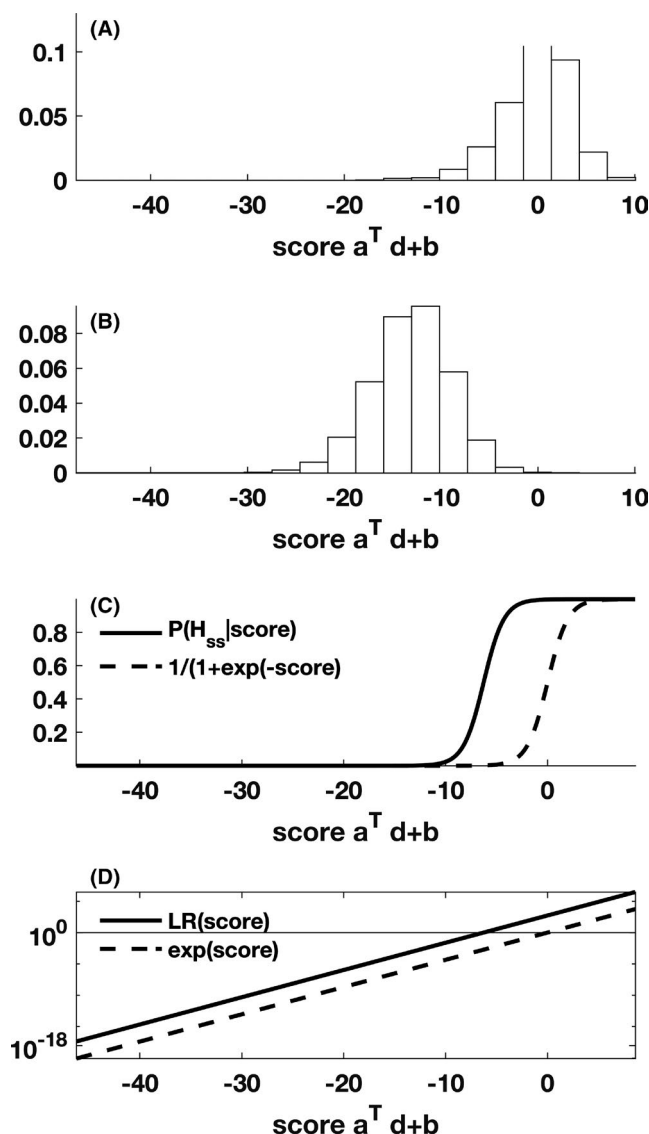 (A)
0.1
0.05
0
-40 -30 -20 -10 0 10
score a^T d+b
(B)
0.08
0.06
0.04
0.02
0
-40 -30 -20 -10 0 10
score a^T d+b
(C)
0.8
0.6
0.4
0.2
P(H_ss|score)
1/(1+exp(-score)
-40 -30 -20 -10 0
score a^T d+b
(D)
10^0
10^-18
LR(score)
exp(score)
-40 -30 -20 -10 0
score a^T d+b